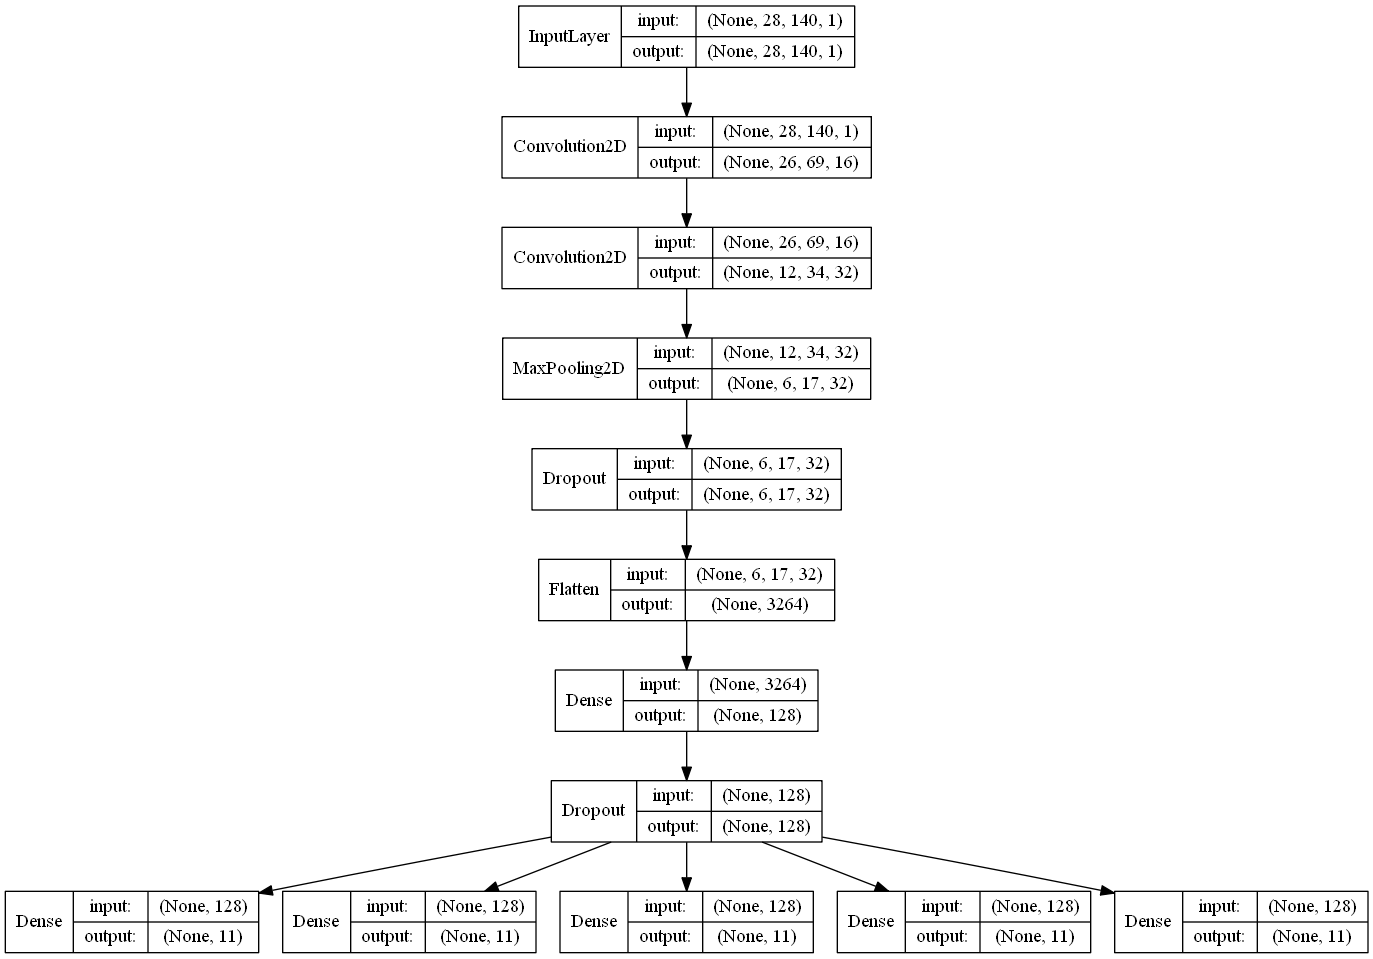 InputLayer input: (None, 28, 140, 1)
output: (None, 28, 140, 1)
Convolution2D input: (None, 28, 140, 1)
output: (None, 26, 69, 16)
Convolution2D input: (None, 26, 69, 16)
output: (None, 12, 34, 32)
MaxPooling2D input: (None, 12, 34, 32)
output: (None, 6, 17, 32)
Dropout input: (None, 6, 17, 32)
output: (None, 6, 17, 32)
Flatten input: (None, 6, 17, 32)
output: (None, 3264)
Dense input: (None, 3264)
output: (None, 128)
Dropout input: (None, 128)
output: (None, 128)
Dense input: (None, 128)
output: (None, 11)
Dense input: (None, 128)
output: (None, 11)
Dense input: (None, 128)
output: (None, 11)
Dense input: (None, 128)
output: (None, 11)
Dense input: (None, 128)
output: (None, 11)